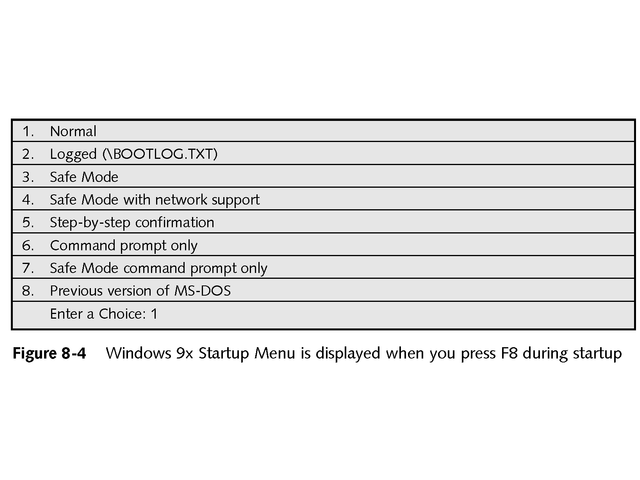 1. Normal
2. Logged (\BOOTLOG.TXT)
3. Safe Mode
4. Safe Mode with network support
5. Step-by-step confirmation
6. Command prompt only
7. Safe Mode command prompt only
8. Previous version of MS-DOS
Enter a Choice: 1
Figure 8-4 Windows 9x Startup Menu is displayed when you press F8 during startup